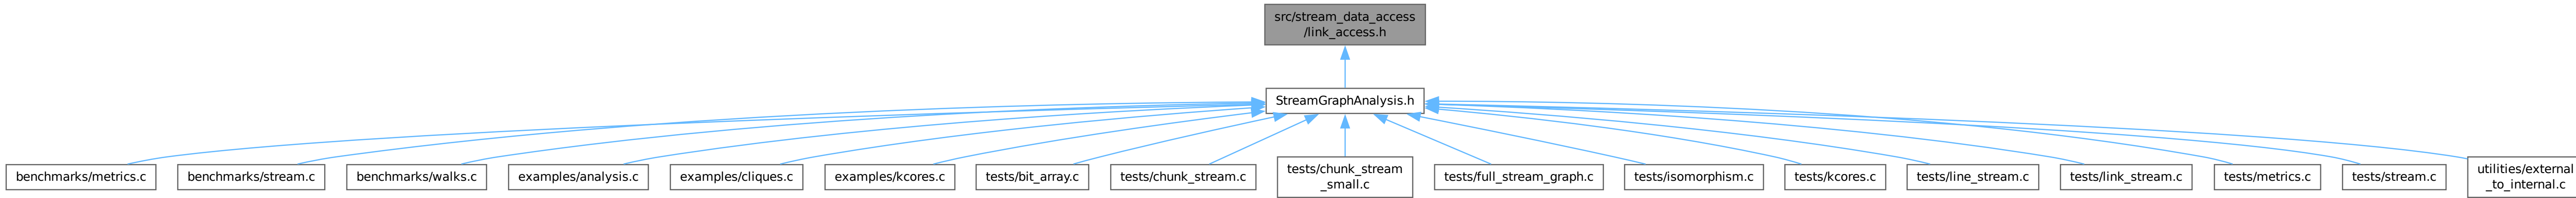 src/stream_data_access
/link_access.h
StreamGraphAnalysis.h
benchmarks/metrics.c
benchmarks/stream.c
benchmarks/walks.c
examples/analysis.c
examples/cliques.c
examples/kcores.c
tests/bit_array.c
tests/chunk_stream.c
tests/chunk_stream
_small.c
tests/full_stream_graph.c
tests/isomorphism.c
tests/kcores.c
tests/line_stream.c
tests/link_stream.c
tests/metrics.c
tests/stream.c
utilities/external
_to_internal.c